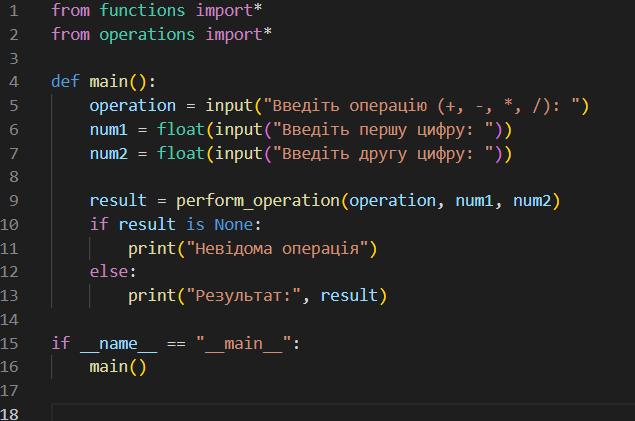 1 from functions import*
2 from operations import*
3
4 def main():
5     operation = input("Введіть операцію (+, -, *, /): ")
6     num1 = float(input("Введіть першу цифру: "))
7     num2 = float(input("Введіть другу цифру: "))
8
9     result = perform_operation(operation, num1, num2)
10     if result is None:
11         print("Невідома операція")
12     else:
13         print("Результат:", result)
14
15 if __name__ == "__main__":
16     main()
17
18